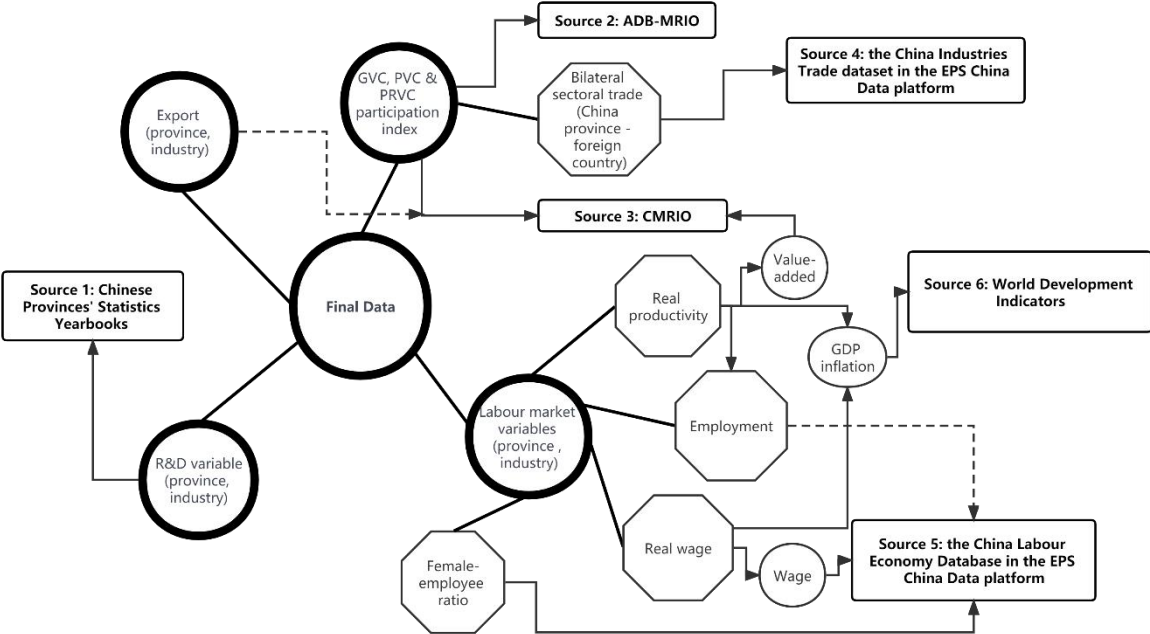 Source 2: ADB-MRIO
GVC, PVC &
PRVC
participation
index
Bilateral
sectoral trade
(China
province -
foreign
country)
Source 4: the China Industries
Trade dataset in the EPS China
Data platform
Export
(province,
industry)
Source 3: CMRIO
Value-
added
Source 1: Chinese
Provinces' Statistics
Yearbooks
Final Data
Real
productivity
Source 6: World Development
Indicators
GDP
inflation
Labour market
variables
(province ,
industry)
Employment
R&D variable
(province,
industry)
Real wage
Wage
Source 5: the China Labour
Economy Database in the EPS
China Data platform
Female-
employee
ratio